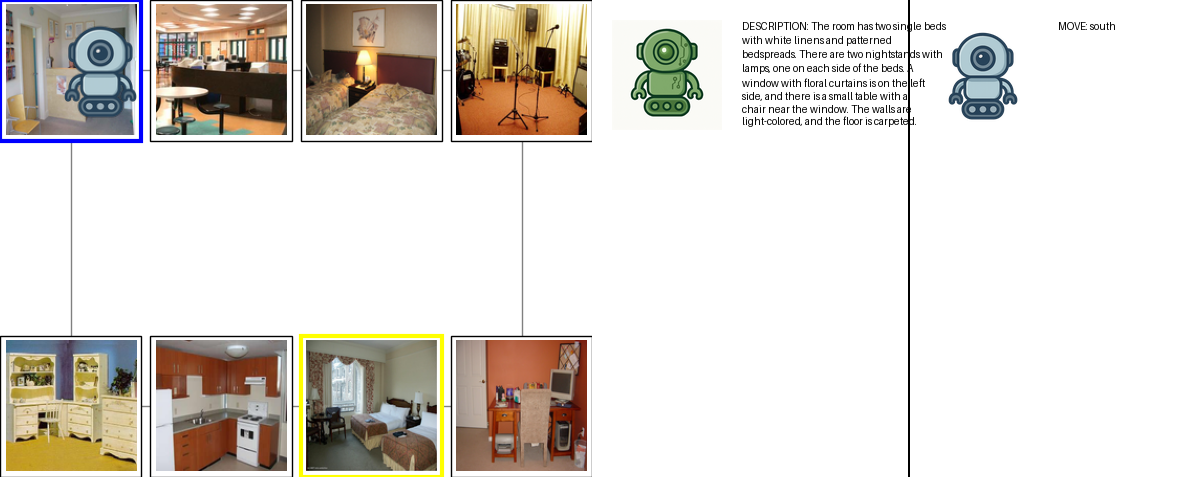 DESCRIPTION: The room has two single beds
with white linens and patterned
bedspreads. There are two nightstands with
lamps, one on each side of the beds. A
window with floral curtains is on the left
side, and there is a small table with a
chair near the window. The walls are
light-colored, and the floor is carpeted.
MOVE: south